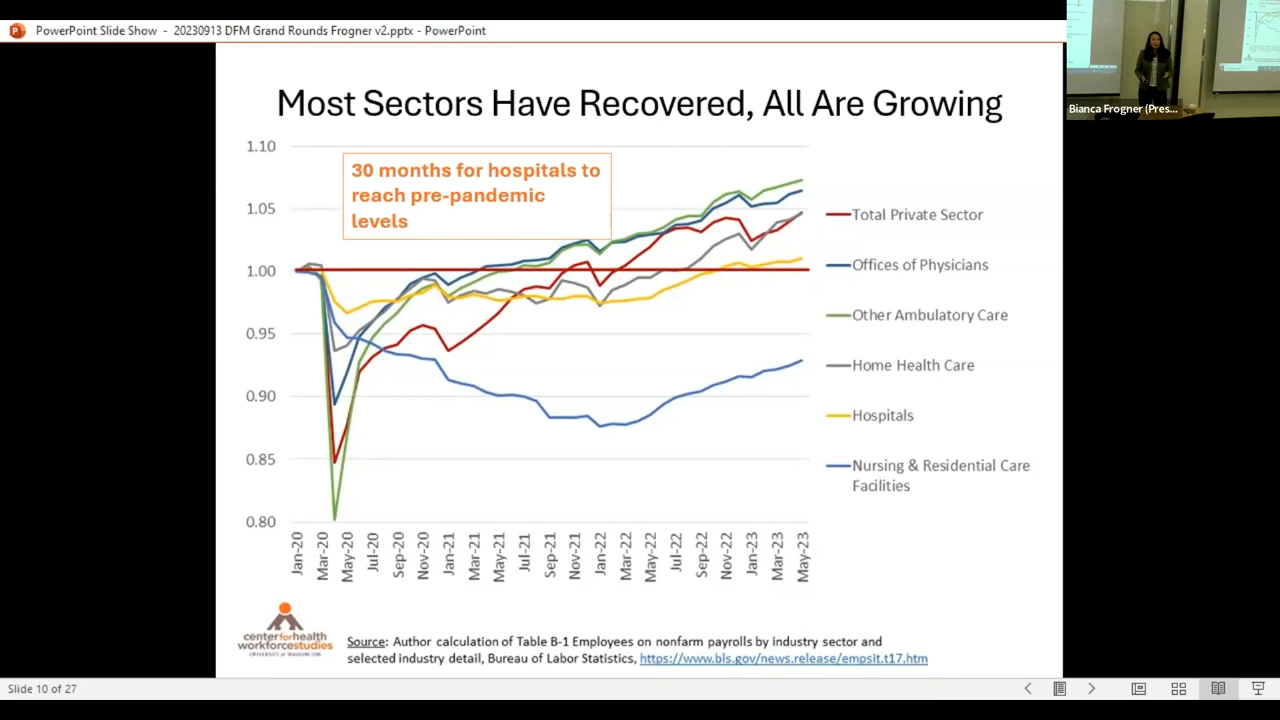 PowerPoint Slide Show - 20230913 DFM Grand Rounds Frogner v2.pptx - PowerPoint
Bianca Frogner (Pres...
Most Sectors Have Recovered, All Are Growing
30 months for hospitals to
reach pre-pandemic
levels
1.10
1.05
1.00
0.95
0.90
0.85
0.80
Jan-20
Mar-20
May-20
Jul-20
Sep-20
Nov-20
Jan-21
Mar-21
May-21
Jul-21
Sep-21
Nov-21
Jan-22
Mar-22
May-22
Jul-22
Sep-22
Nov-22
Jan-23
Mar-23
May-23
Total Private Sector
Offices of Physicians
Other Ambulatory Care
Home Health Care
Hospitals
Nursing & Residential Care
Facilities
centerforhealth
workforcestudies
UNIVERSITY OF WASHINGTON
Source: Author calculation of Table B-1 Employees on nonfarm payrolls by industry sector and
selected industry detail, Bureau of Labor Statistics, https://www.bls.gov/news.release/empsit.t17.htm
Slide 10 of 27